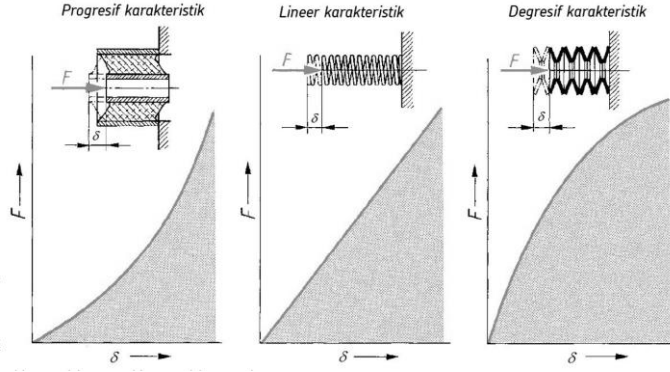 Progresif karakteristik
F
δ
F
δ
Lineer karakteristik
F
δ
F
δ
Degresif karakteristik
F
δ
F
δ